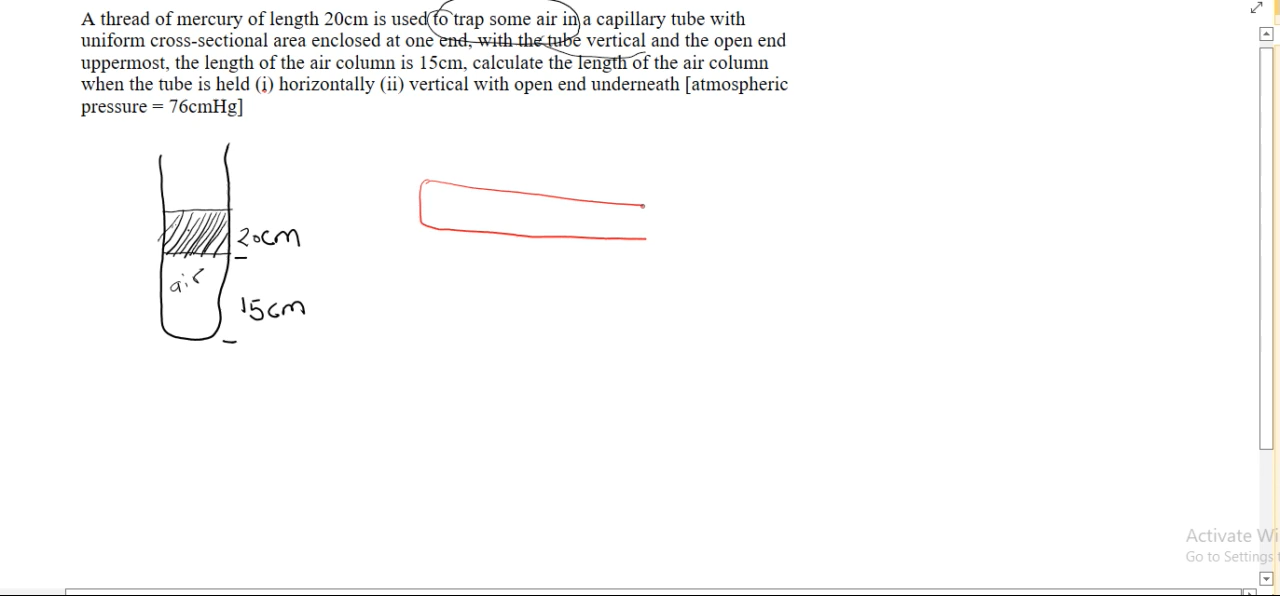 A thread of mercury of length 20cm is used to trap some air in a capillary tube with
uniform cross-sectional area enclosed at one end, with the tube vertical and the open end
uppermost, the length of the air column is 15cm, calculate the length of the air column
when the tube is held (i) horizontally (ii) vertical with open end underneath [atmospheric
pressure = 76cmHg]
20cm
air
15cm
Activate Wi
Go to Settings t